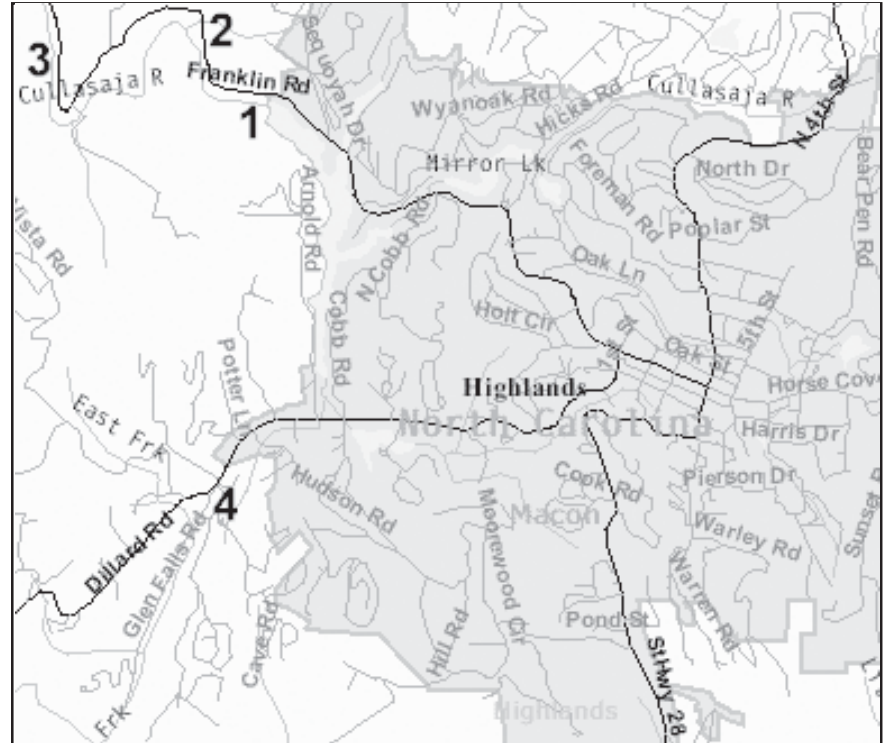 2
3
Cullasaja R
Franklin Rd
1
Sequoyah Dr
Wyanoak Rd
Hicks Rd
Cullasaja R
N 4th St
Mirror Lk
Foreman Rd
North Dr
Bear Pen Rd
Vista Rd
Arnold Rd
N Cobb Rd
Poplar St
Oak Ln
Holt Cir
Cobb Rd
1st St
5th St
Oak St
Potter Ln
Highlands
Horse Cove
North Carolina
East Frk
Harris Dr
4
Hudson Rd
Cook Rd
Pierson Dr
Macon
Moorewood Cir
Warley Rd
Sunset R
Dillard Rd
Glen Falls Rd
Cave Rd
Hill Rd
Pond St
Warren Rd
St Hwy 28
Frk
Highlands